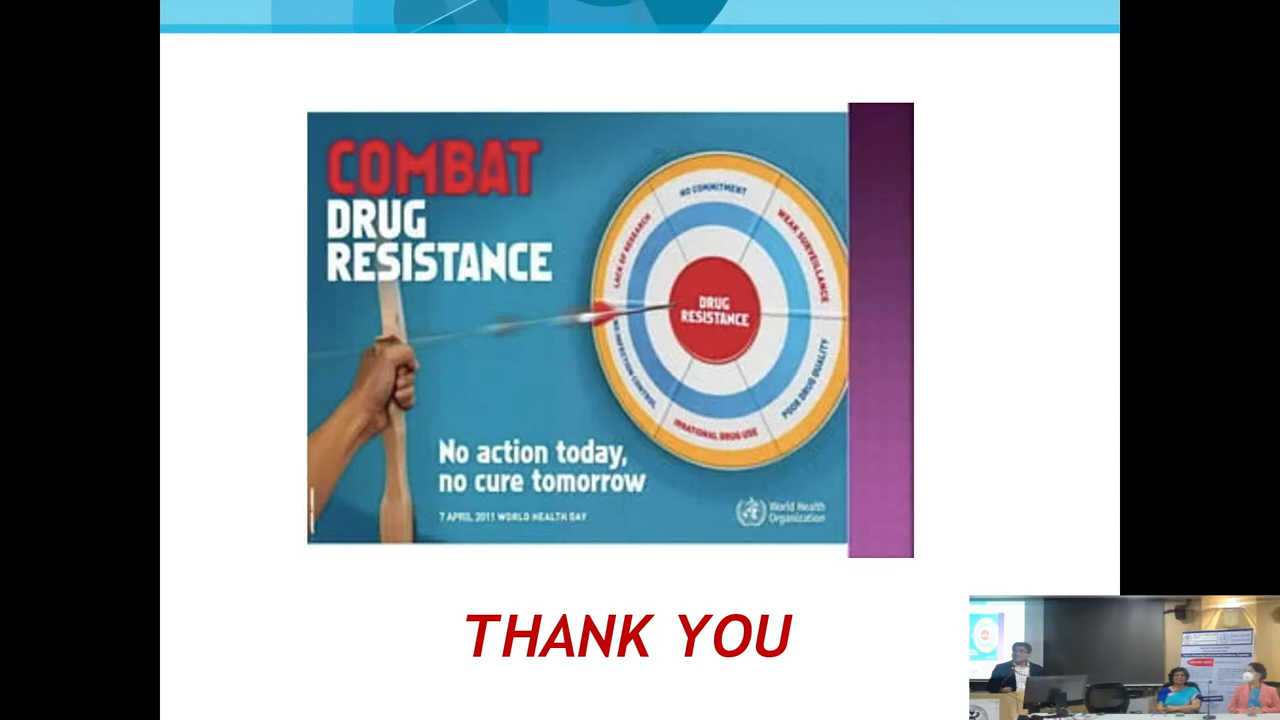 COMBAT
DRUG
RESISTANCE
NO COMMITMENT
WEAK SURVEILLANCE
LACK OF RESEARCH
DRUG
RESISTANCE
NO INFECTION CONTROL
POOR DRUG QUALITY
IRRATIONAL DRUG USE
No action today,
no cure tomorrow
7 APRIL 2011 WORLD HEALTH DAY
World Health
Organization
THANK YOU